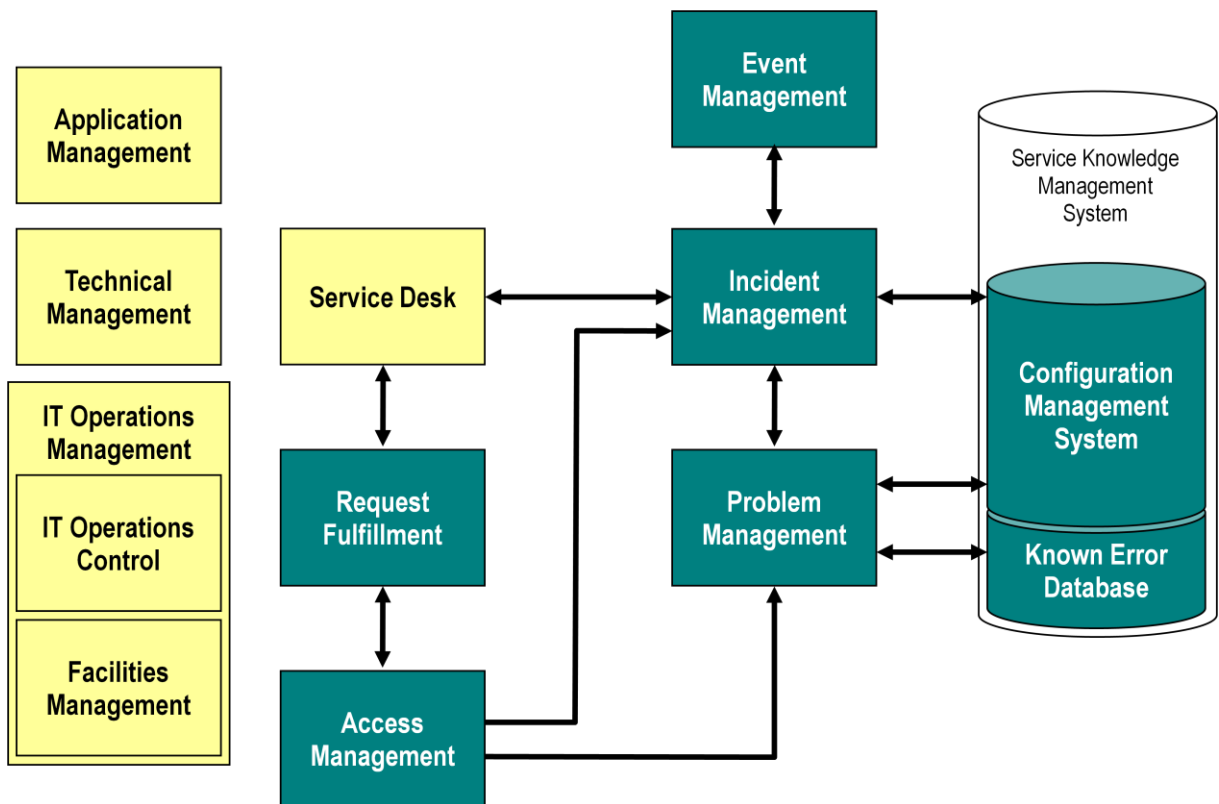 Application
Management
Technical
Management
IT Operations
Management
IT Operations
Control
Facilities
Management
Service Desk
Request
Fulfillment
Access
Management
Event
Management
Incident
Management
Problem
Management
Service Knowledge
Management
System
Configuration
Management
System
Known Error
Database